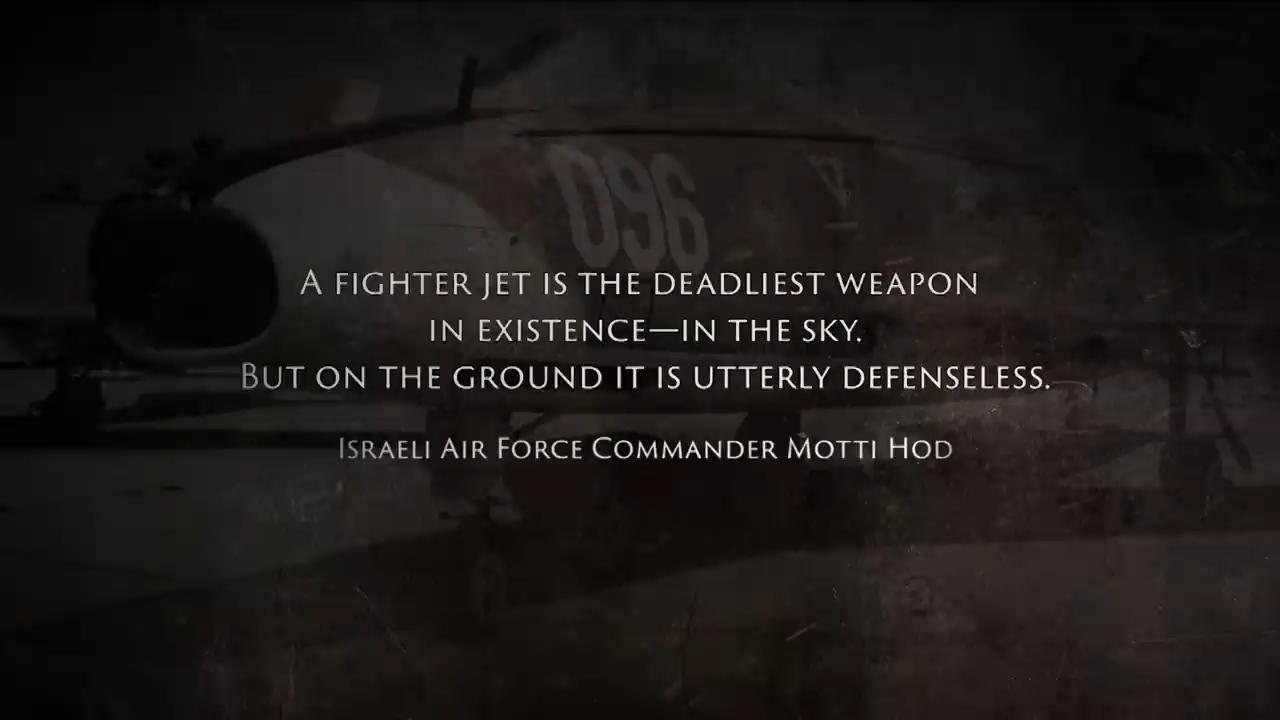 096
A FIGHTER JET IS THE DEADLIEST WEAPON
IN EXISTENCE—IN THE SKY.
BUT ON THE GROUND IT IS UTTERLY DEFENSELESS.
ISRAELI AIR FORCE COMMANDER MOTTI HOD